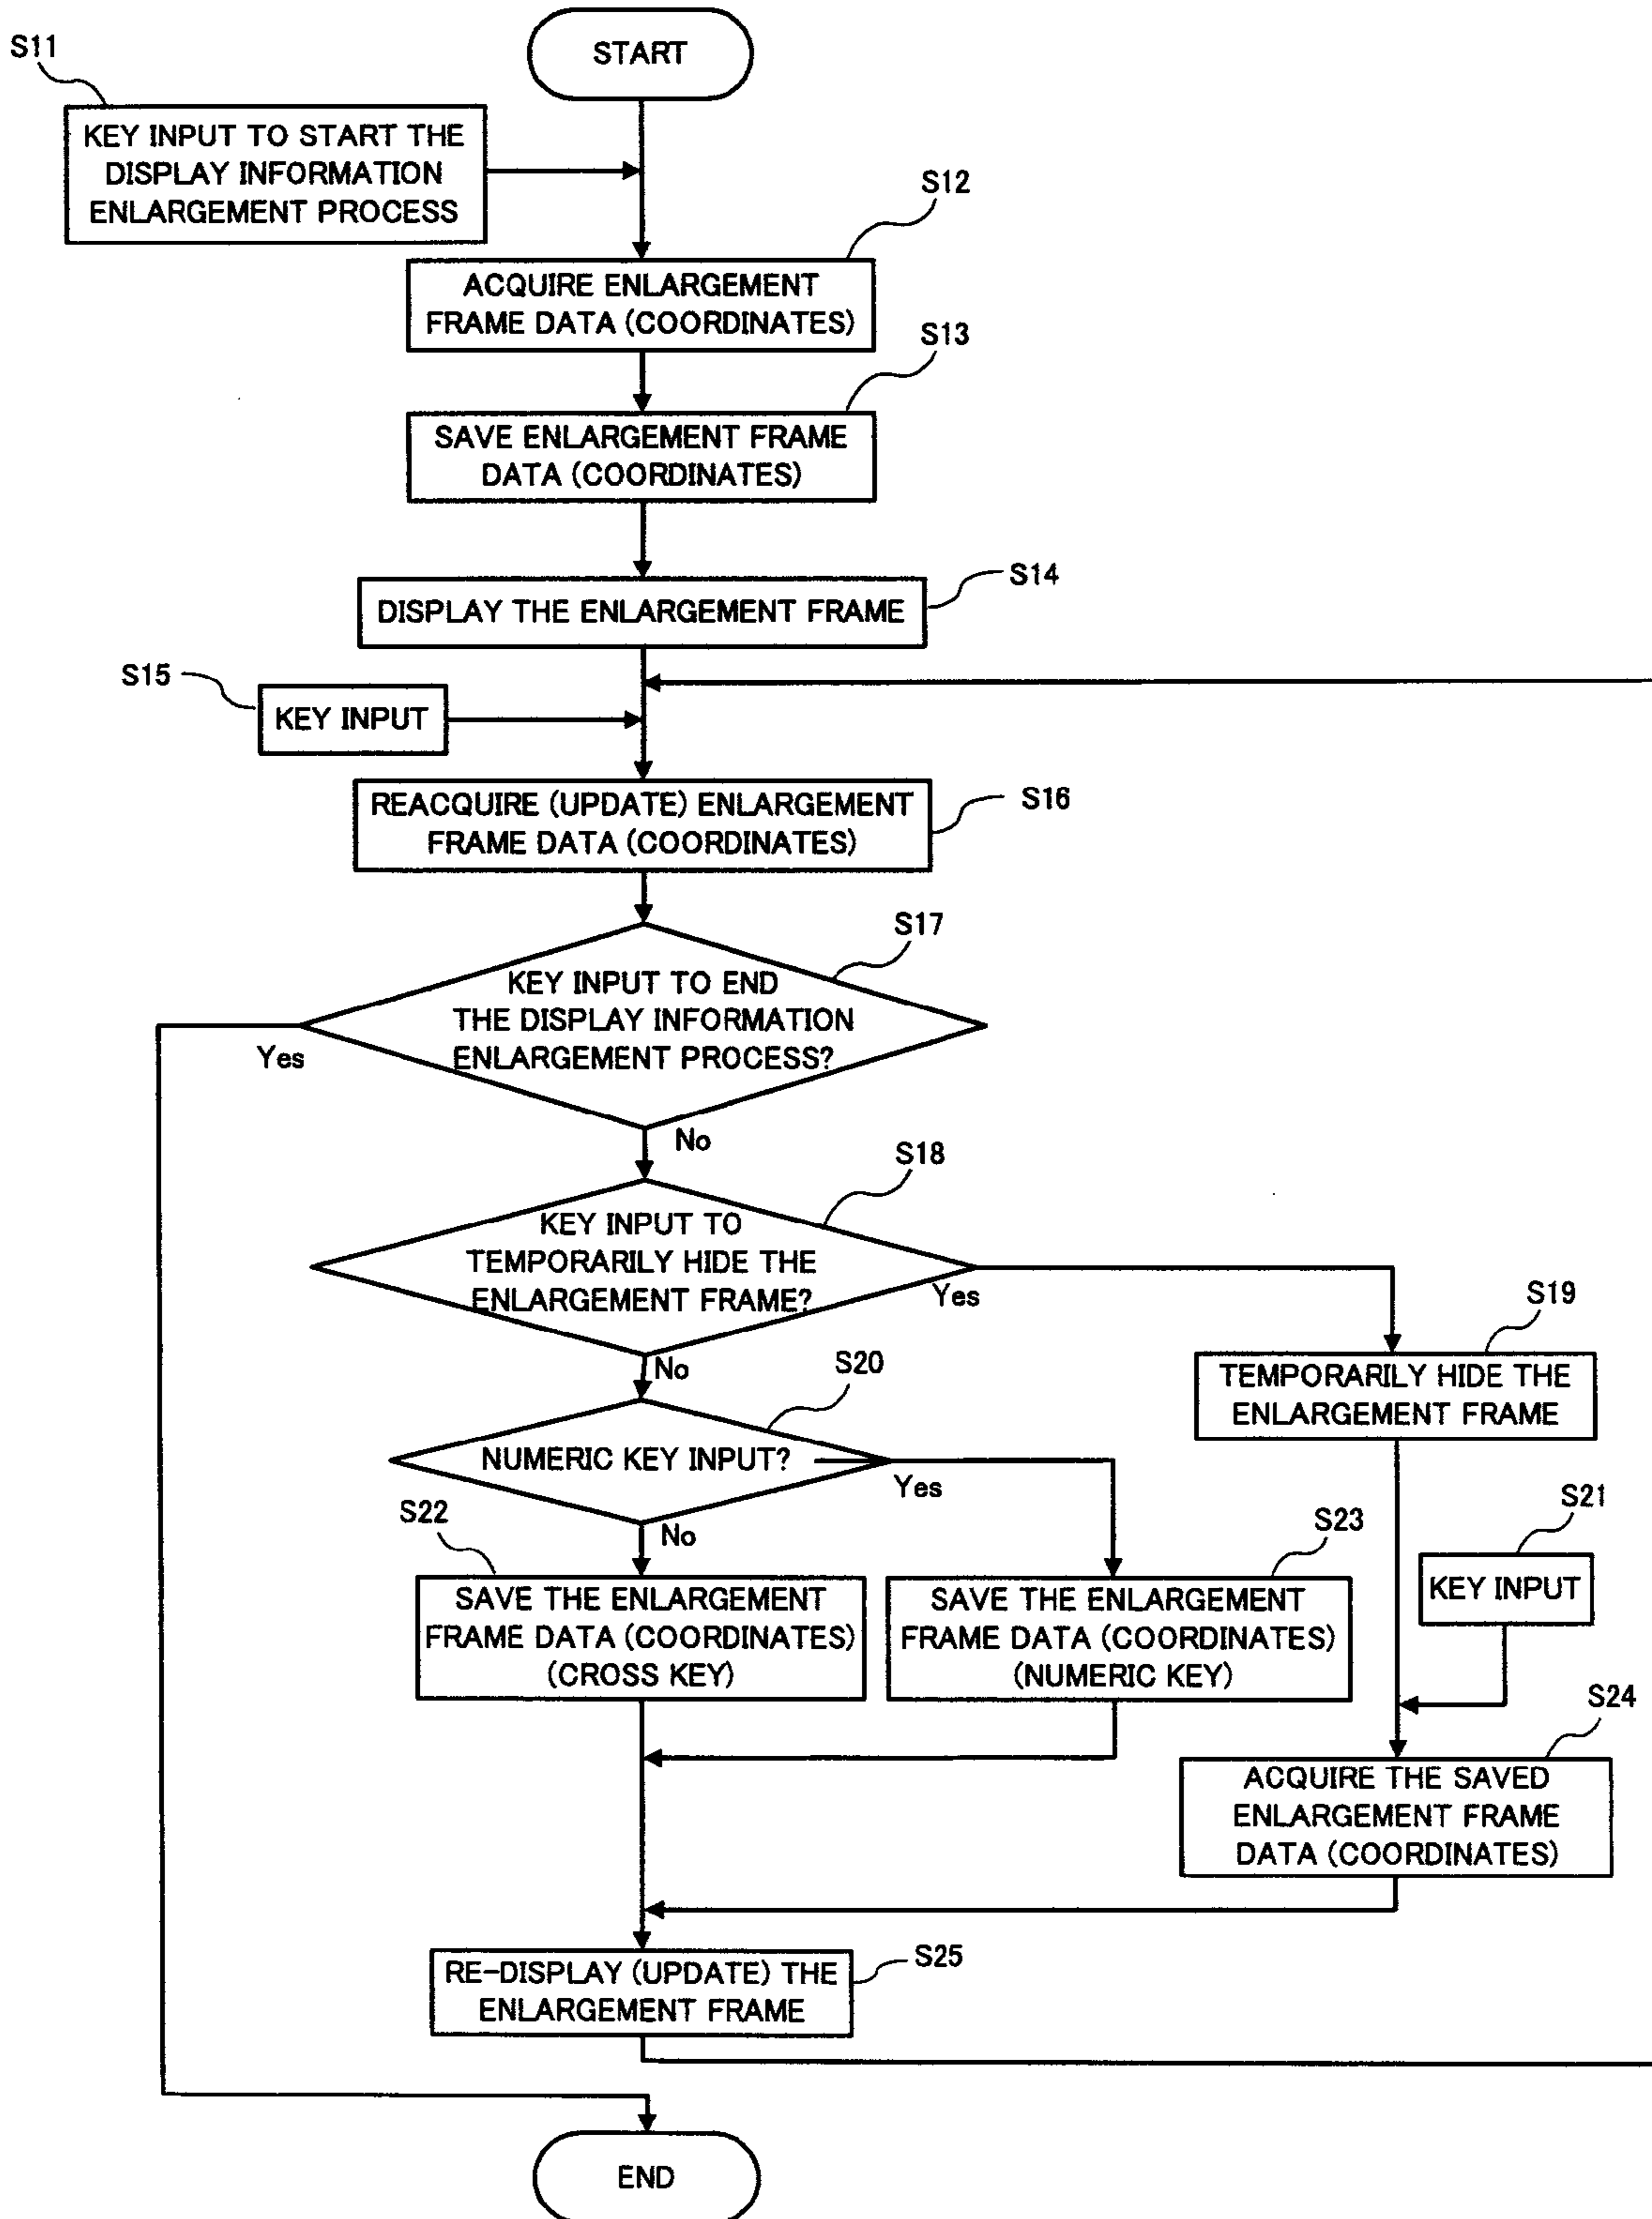 START
S11
KEY INPUT TO START THE
DISPLAY INFORMATION
ENLARGEMENT PROCESS
S12
ACQUIRE ENLARGEMENT
FRAME DATA (COORDINATES)
S13
SAVE ENLARGEMENT FRAME
DATA (COORDINATES)
S14
DISPLAY THE ENLARGEMENT FRAME
S15
KEY INPUT
S16
REACQUIRE (UPDATE) ENLARGEMENT
FRAME DATA (COORDINATES)
S17
KEY INPUT TO END
THE DISPLAY INFORMATION
ENLARGEMENT PROCESS?
Yes
No
S18
KEY INPUT TO
TEMPORARILY HIDE THE
ENLARGEMENT FRAME?
Yes
No
S19
TEMPORARILY HIDE THE
ENLARGEMENT FRAME
S20
NUMERIC KEY INPUT?
Yes
No
S21
KEY INPUT
S22
SAVE THE ENLARGEMENT
FRAME DATA (COORDINATES)
(CROSS KEY)
S23
SAVE THE ENLARGEMENT
FRAME DATA (COORDINATES)
(NUMERIC KEY)
S24
ACQUIRE THE SAVED
ENLARGEMENT FRAME
DATA (COORDINATES)
S25
RE-DISPLAY (UPDATE) THE
ENLARGEMENT FRAME
END